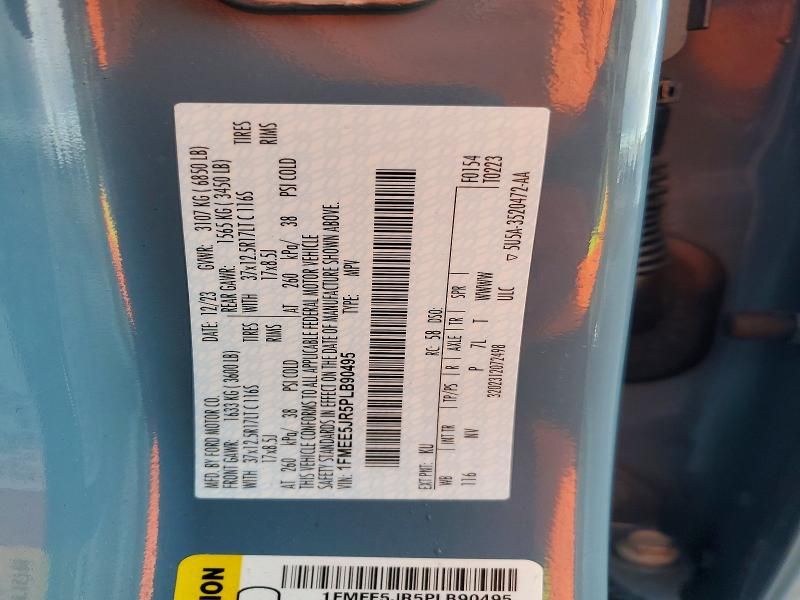 MFD. BY FORD MOTOR CO.
DATE: 12/23 GVWR: 3107 KG (6850 LB)
FRONT GAWR: 1633 KG (3600 LB) REAR GAWR: 1565 KG (3450 LB)
WITH 37x12.5R17LT C 116S TIRES WITH 37x12.5R17LT C 116S TIRES
17x8.5J RIMS 17x8.5J RIMS
AT 260 kPa/ 38 PSI COLD AT 260 kPa/ 38 PSI COLD
THIS VEHICLE CONFORMS TO ALL APPLICABLE FEDERAL MOTOR VEHICLE
SAFETY STANDARDS IN EFFECT ON THE DATE OF MANUFACTURE SHOWN ABOVE.
VIN: 1FMEE5JR5PLB90495 TYPE: MPV
EXT PNT: KU RC: 58 DSO: F0154
WB INT TR TP/PS R AXLE TR SPR T0223
116 NV P 7L T WWWW
3202312072498 ULC
▽ 5U5A-3520472-AA
ION
1FMEE5JR5PLB90495